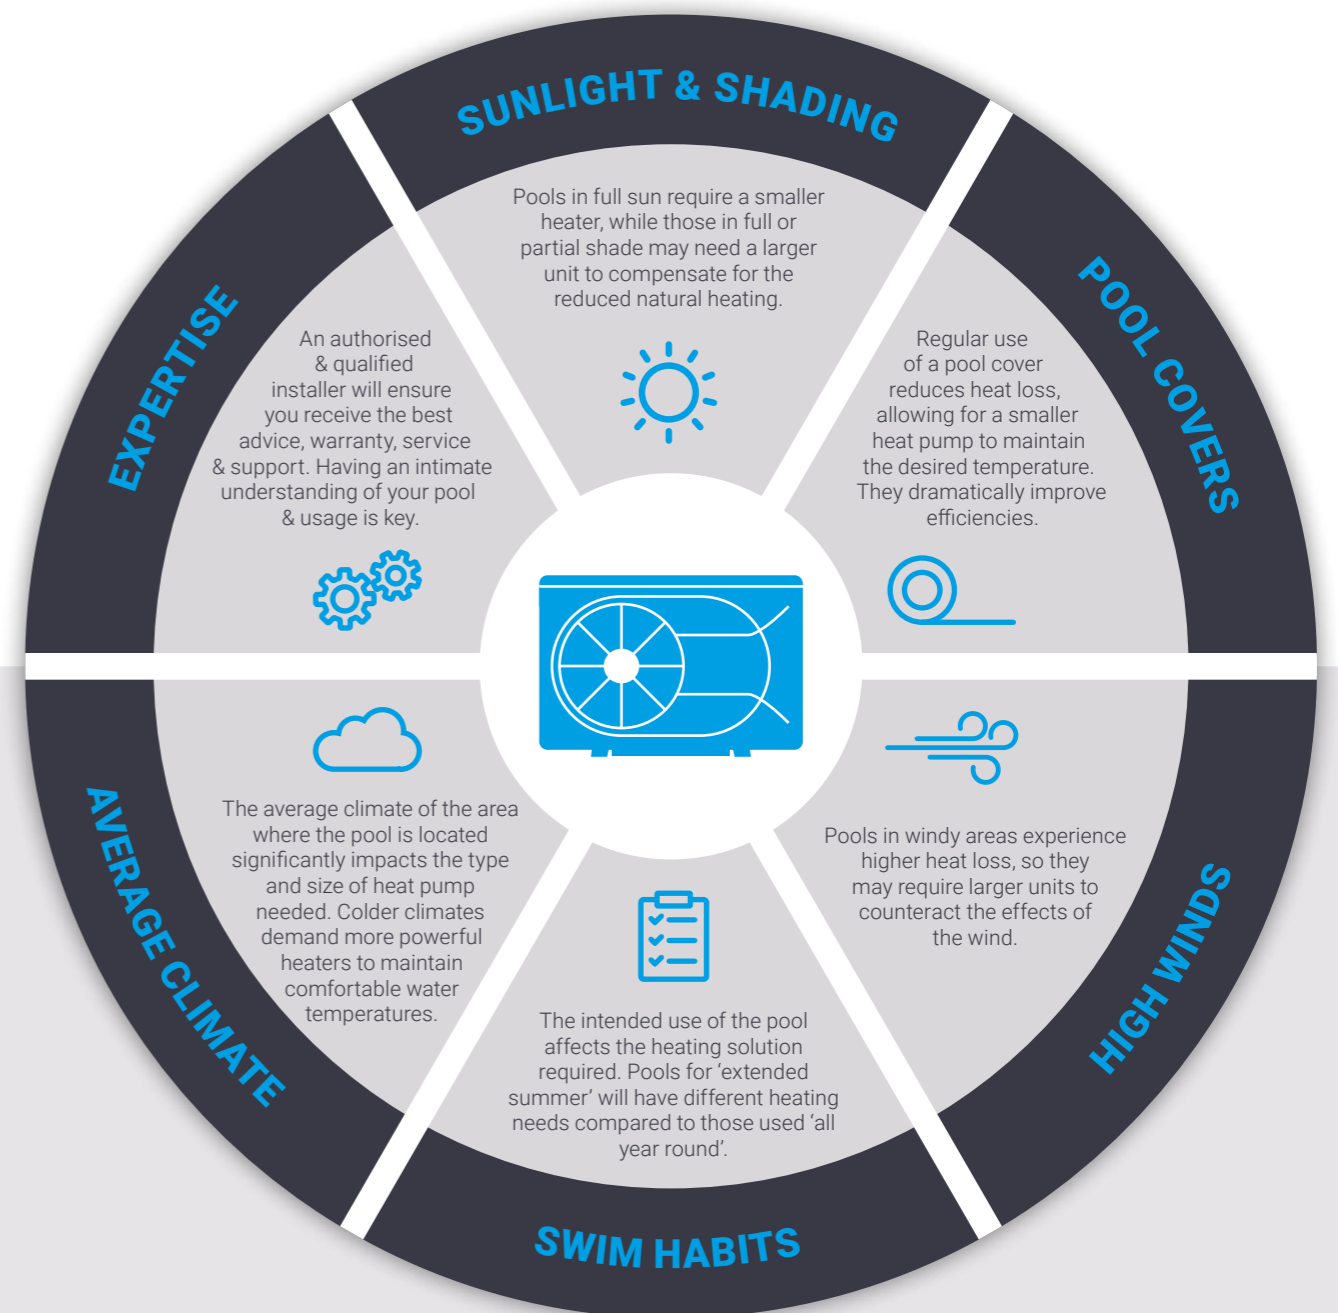 SUNLIGHT & SHADING
Pools in full sun require a smaller
heater, while those in full or
partial shade may need a larger
unit to compensate for the
reduced natural heating.
POOL COVERS
Regular use
of a pool cover
reduces heat loss,
allowing for a smaller
heat pump to maintain
the desired temperature.
They dramatically improve
efficiencies.
HIGH WINDS
Pools in windy areas experience
higher heat loss, so they
may require larger units to
counteract the effects of
the wind.
SWIM HABITS
The intended use of the pool
affects the heating solution
required. Pools for ‘extended
summer’ will have different heating
needs compared to those used ‘all
year round’.
AVERAGE CLIMATE
The average climate of the area
where the pool is located
significantly impacts the type
and size of heat pump
needed. Colder climates
demand more powerful
heaters to maintain
comfortable water
temperatures.
EXPERTISE
An authorised
& qualified
installer will ensure
you receive the best
advice, warranty, service
& support. Having an intimate
understanding of your pool
& usage is key.